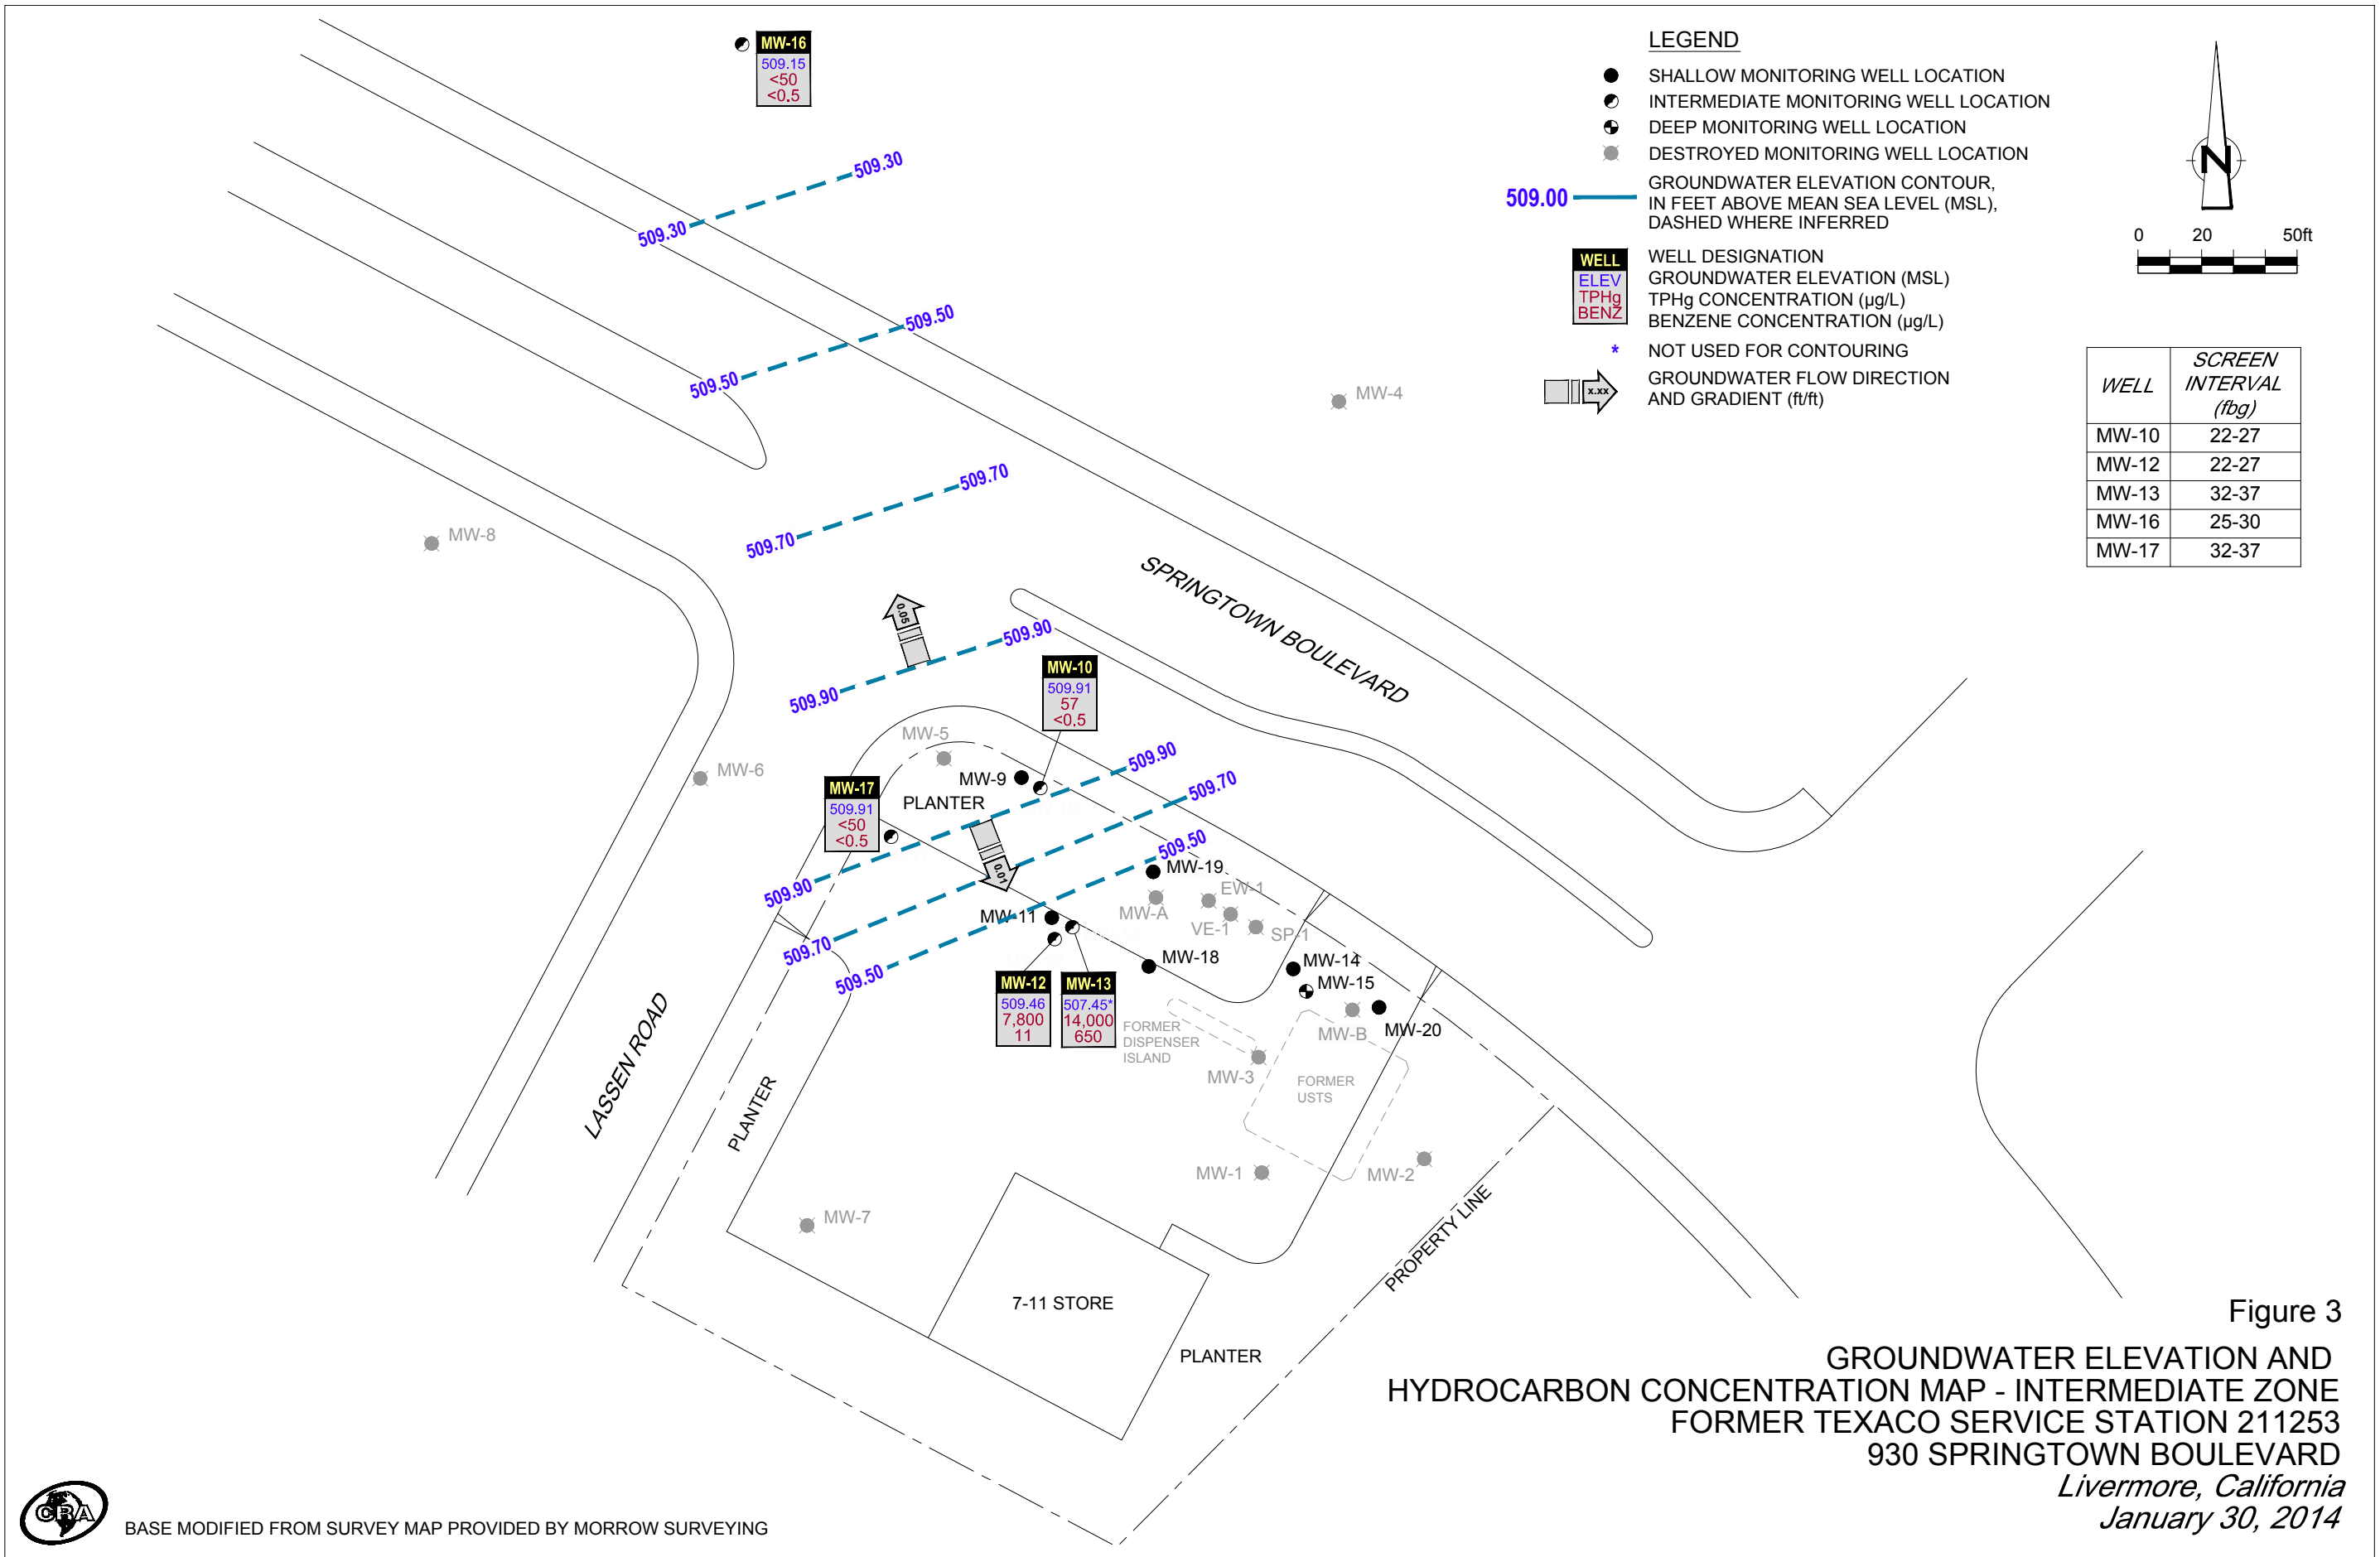 MW-16
509.15
<50
<0.5
509.30
509.30
509.50
509.50
509.70
509.70
509.90
509.90
0.05
LEGEND
SHALLOW MONITORING WELL LOCATION
INTERMEDIATE MONITORING WELL LOCATION
DEEP MONITORING WELL LOCATION
DESTROYED MONITORING WELL LOCATION
509.00
GROUNDWATER ELEVATION CONTOUR,
IN FEET ABOVE MEAN SEA LEVEL (MSL),
DASHED WHERE INFERRED
WELL
ELEV
TPHg
BENZ
WELL DESIGNATION
GROUNDWATER ELEVATION (MSL)
TPHg CONCENTRATION (µg/L)
BENZENE CONCENTRATION (µg/L)
* NOT USED FOR CONTOURING
x.xx
GROUNDWATER FLOW DIRECTION
AND GRADIENT (ft/ft)
N
0 20 50ft
WELL SCREEN INTERVAL (fbg)
MW-10 22-27
MW-12 22-27
MW-13 32-37
MW-16 25-30
MW-17 32-37
MW-4
MW-8
SPRINGTOWN BOULEVARD
MW-10
509.91
57
<0.5
MW-5
MW-6
MW-9
PLANTER
MW-17
509.91
<50
<0.5
509.90
509.90
509.70
509.70
509.50
509.50
0.01
MW-19
MW-A
EW-1
VE-1
SP-1
MW-11
MW-18
MW-14
MW-15
MW-B
MW-20
MW-12
509.46
7,800
11
MW-13
507.45*
14,000
650
FORMER
DISPENSER
ISLAND
MW-3
FORMER
USTS
MW-1
MW-2
LASSEN ROAD
PLANTER
MW-7
7-11 STORE
PLANTER
PROPERTY LINE
Figure 3
GROUNDWATER ELEVATION AND
HYDROCARBON CONCENTRATION MAP - INTERMEDIATE ZONE
FORMER TEXACO SERVICE STATION 211253
930 SPRINGTOWN BOULEVARD
Livermore, California
January 30, 2014
CRA
BASE MODIFIED FROM SURVEY MAP PROVIDED BY MORROW SURVEYING